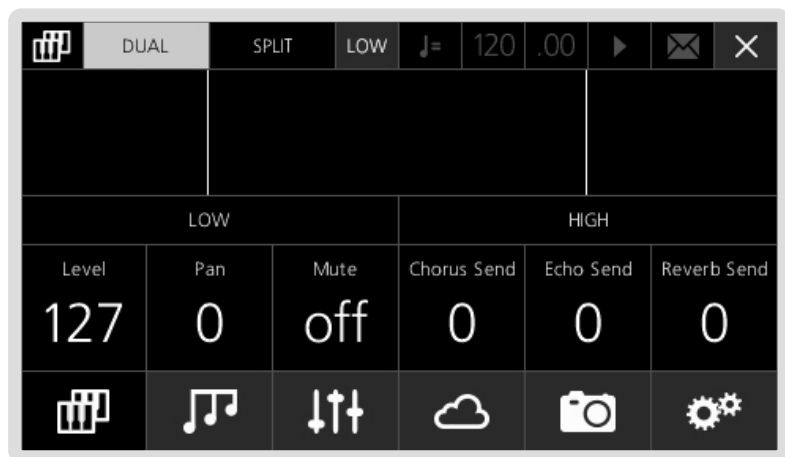 DUAL SPLIT LOW ♩= 120 .00
LOW HIGH
Level Pan Mute Chorus Send Echo Send Reverb Send
127 0 off 0 0 0